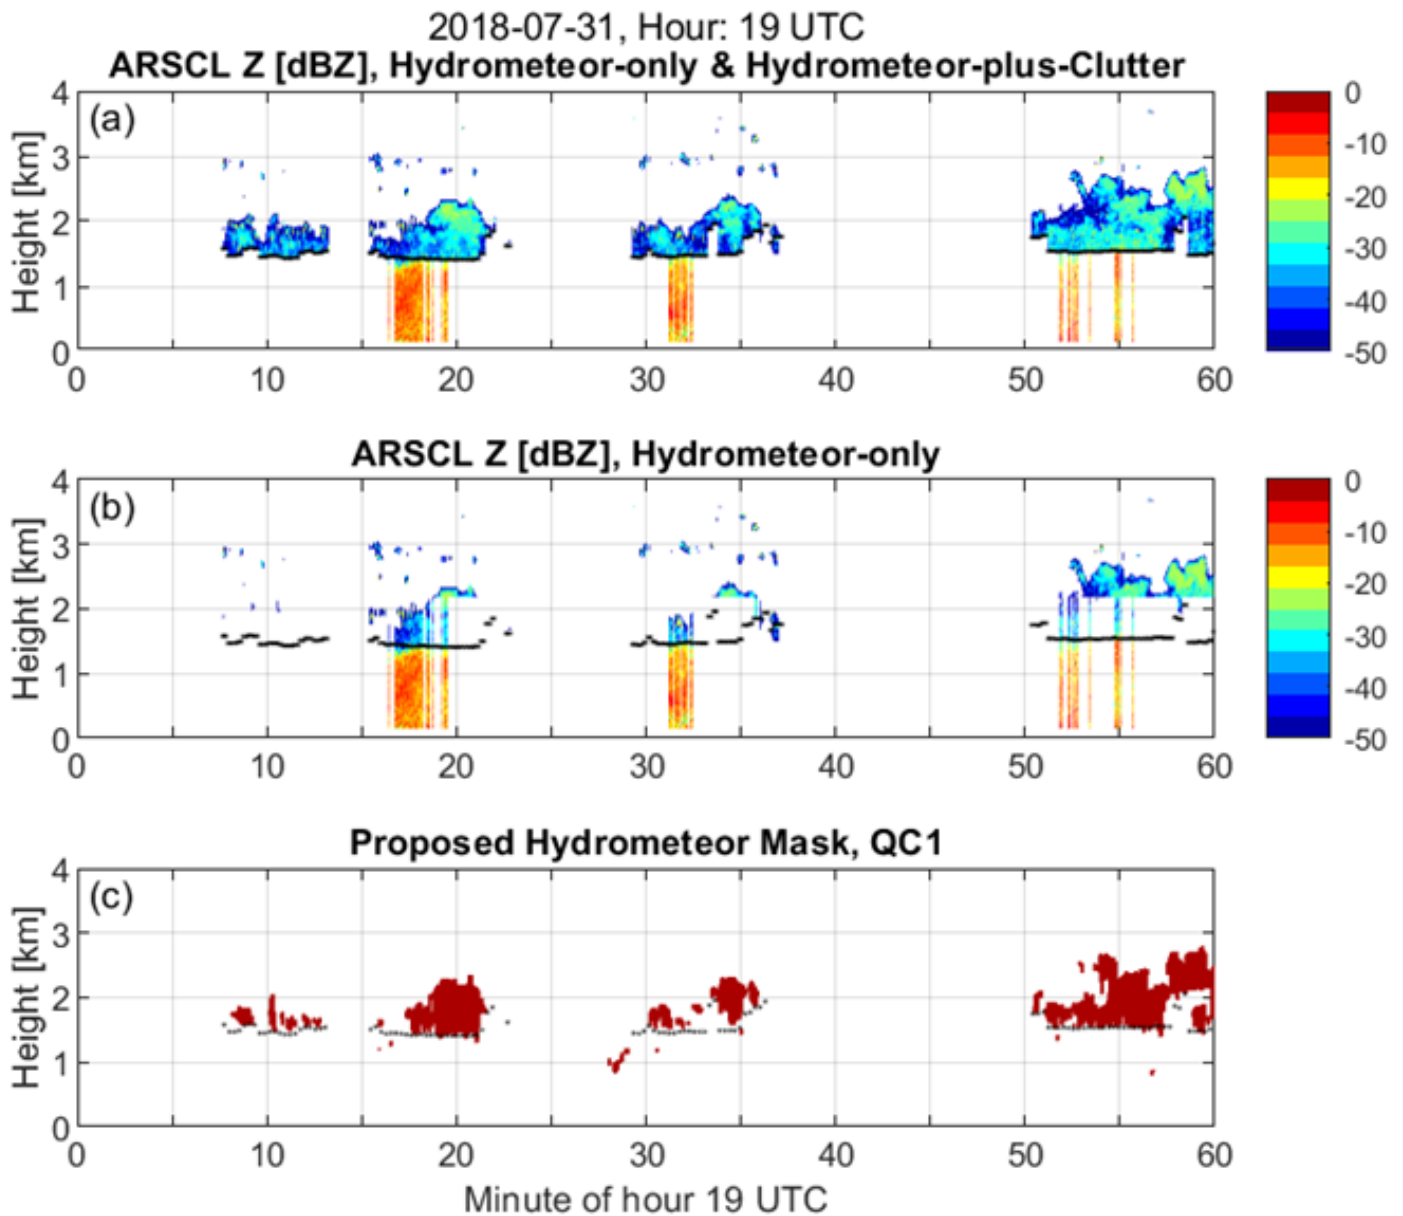 2018-07-31, Hour: 19 UTC
ARSCL Z [dBZ], Hydrometeor-only & Hydrometeor-plus-Clutter
(a)
Height [km]
4
3
2
1
0
0 10 20 30 40 50 60
0
-10
-20
-30
-40
-50
ARSCL Z [dBZ], Hydrometeor-only
(b)
Height [km]
4
3
2
1
0
0 10 20 30 40 50 60
0
-10
-20
-30
-40
-50
Proposed Hydrometeor Mask, QC1
(c)
Height [km]
4
3
2
1
0
0 10 20 30 40 50 60
Minute of hour 19 UTC